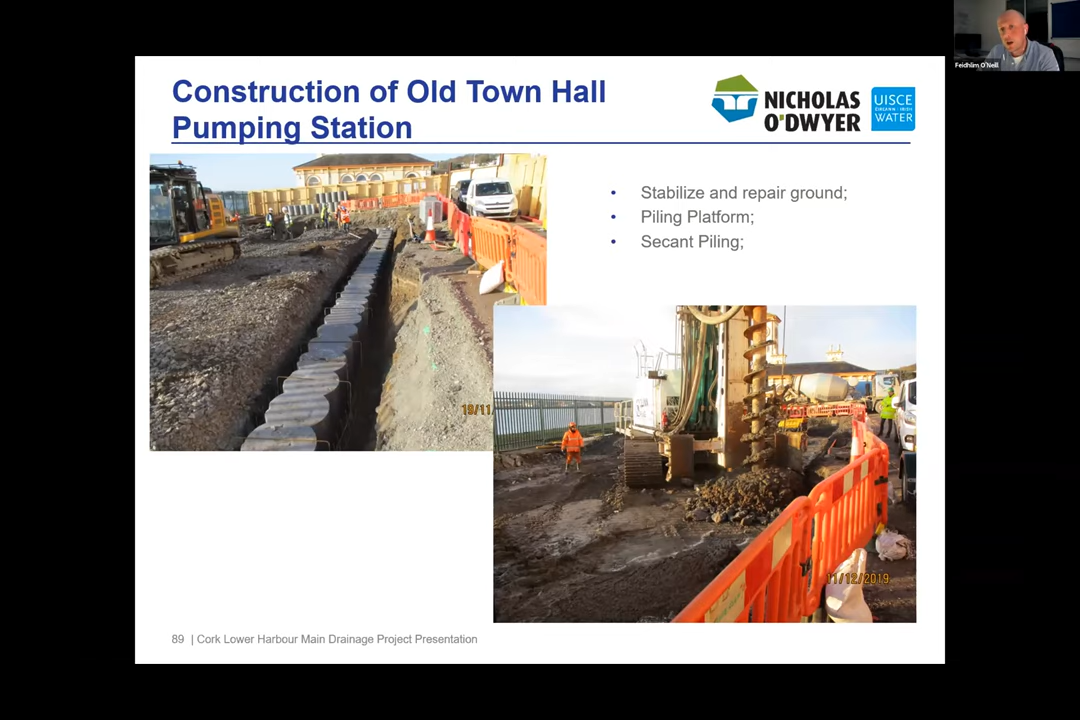 Feidhlim O'Neill
Construction of Old Town Hall
Pumping Station
NICHOLAS
O'DWYER
UISCE
ÉIREANN : IRISH
WATER
• Stabilize and repair ground;
• Piling Platform;
• Secant Piling;
19/11
11/12/2019
89 | Cork Lower Harbour Main Drainage Project Presentation